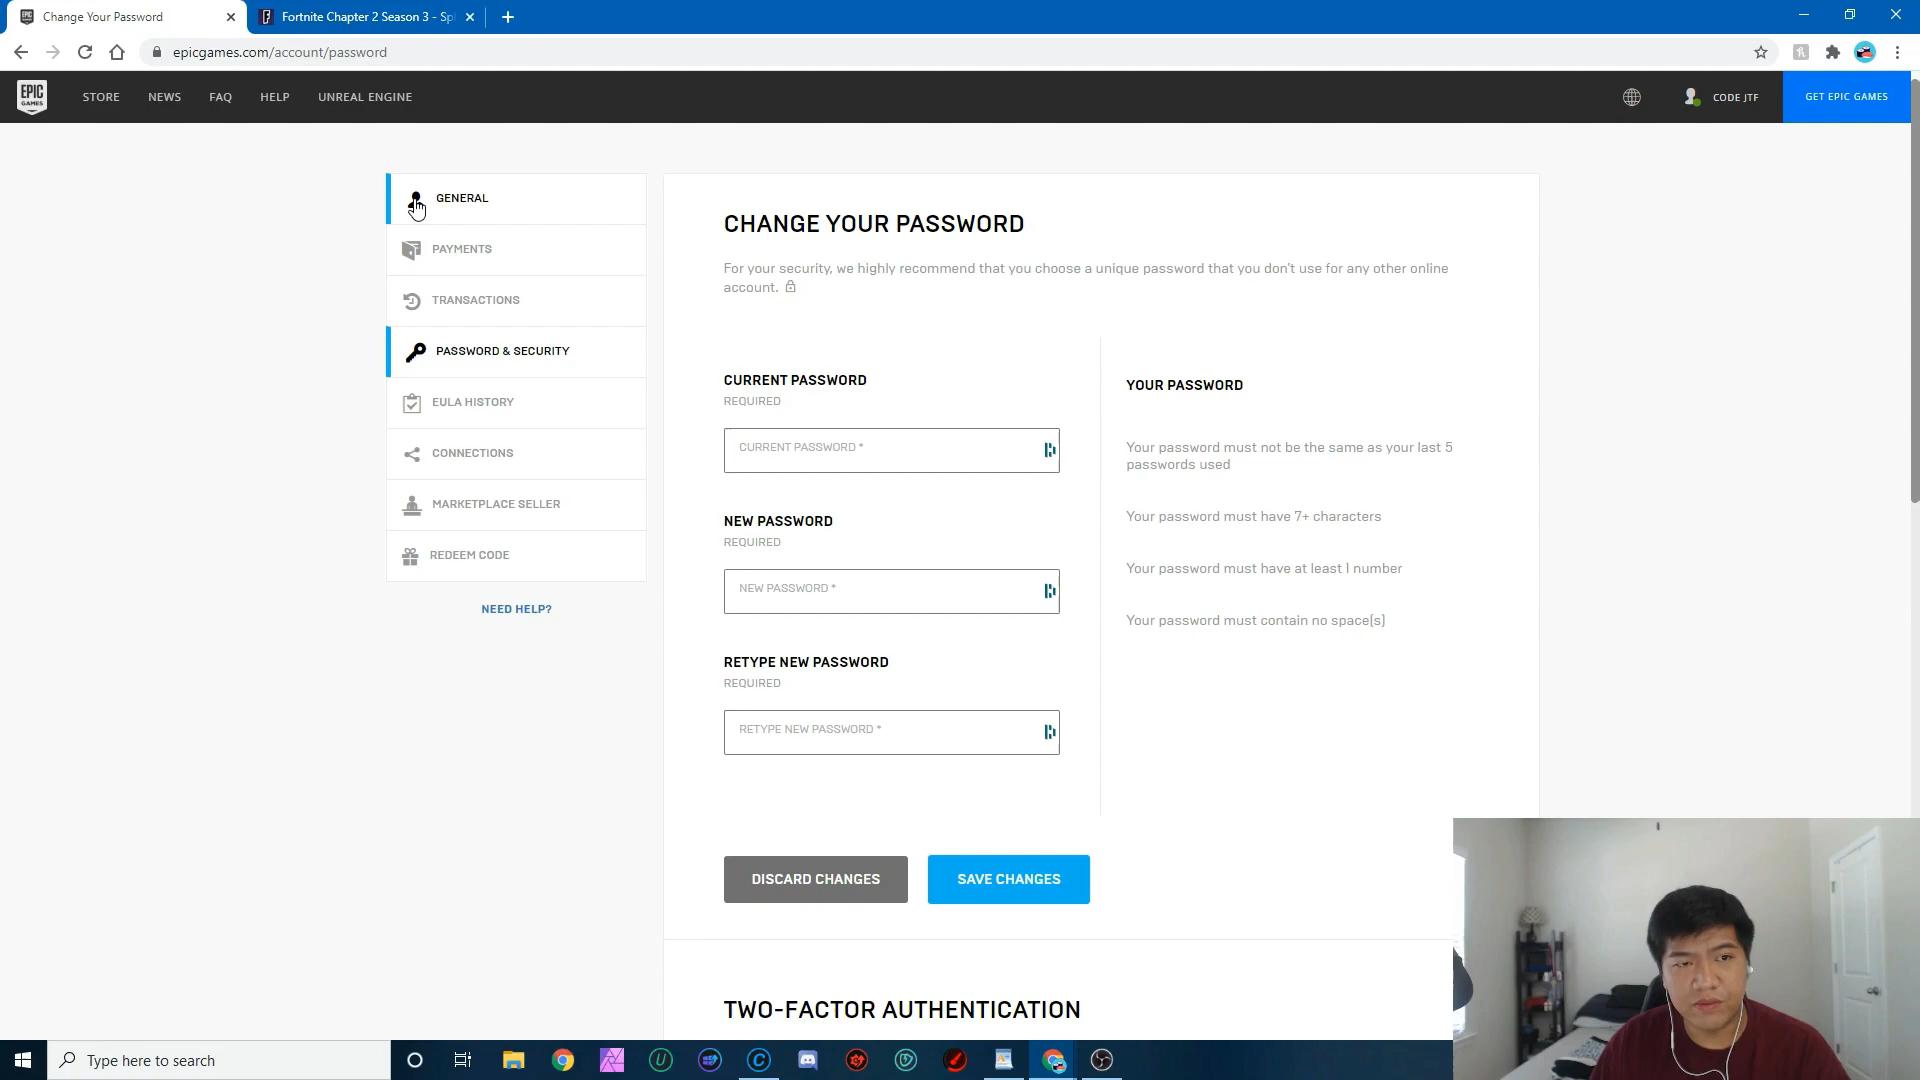 Change Your Password
Fortnite Chapter 2 Season 3 - Spl
epicgames.com/account/password
EPIC GAMES
STORE
NEWS
FAQ
HELP
UNREAL ENGINE
CODE JTF
GET EPIC GAMES
GENERAL
PAYMENTS
TRANSACTIONS
PASSWORD & SECURITY
EULA HISTORY
CONNECTIONS
MARKETPLACE SELLER
REDEEM CODE
NEED HELP?
CHANGE YOUR PASSWORD
For your security, we highly recommend that you choose a unique password that you don't use for any other online
account.
CURRENT PASSWORD
REQUIRED
CURRENT PASSWORD *
NEW PASSWORD
REQUIRED
NEW PASSWORD *
RETYPE NEW PASSWORD
REQUIRED
RETYPE NEW PASSWORD *
YOUR PASSWORD
Your password must not be the same as your last 5
passwords used
Your password must have 7+ characters
Your password must have at least 1 number
Your password must contain no space(s)
DISCARD CHANGES
SAVE CHANGES
TWO-FACTOR AUTHENTICATION
Type here to search